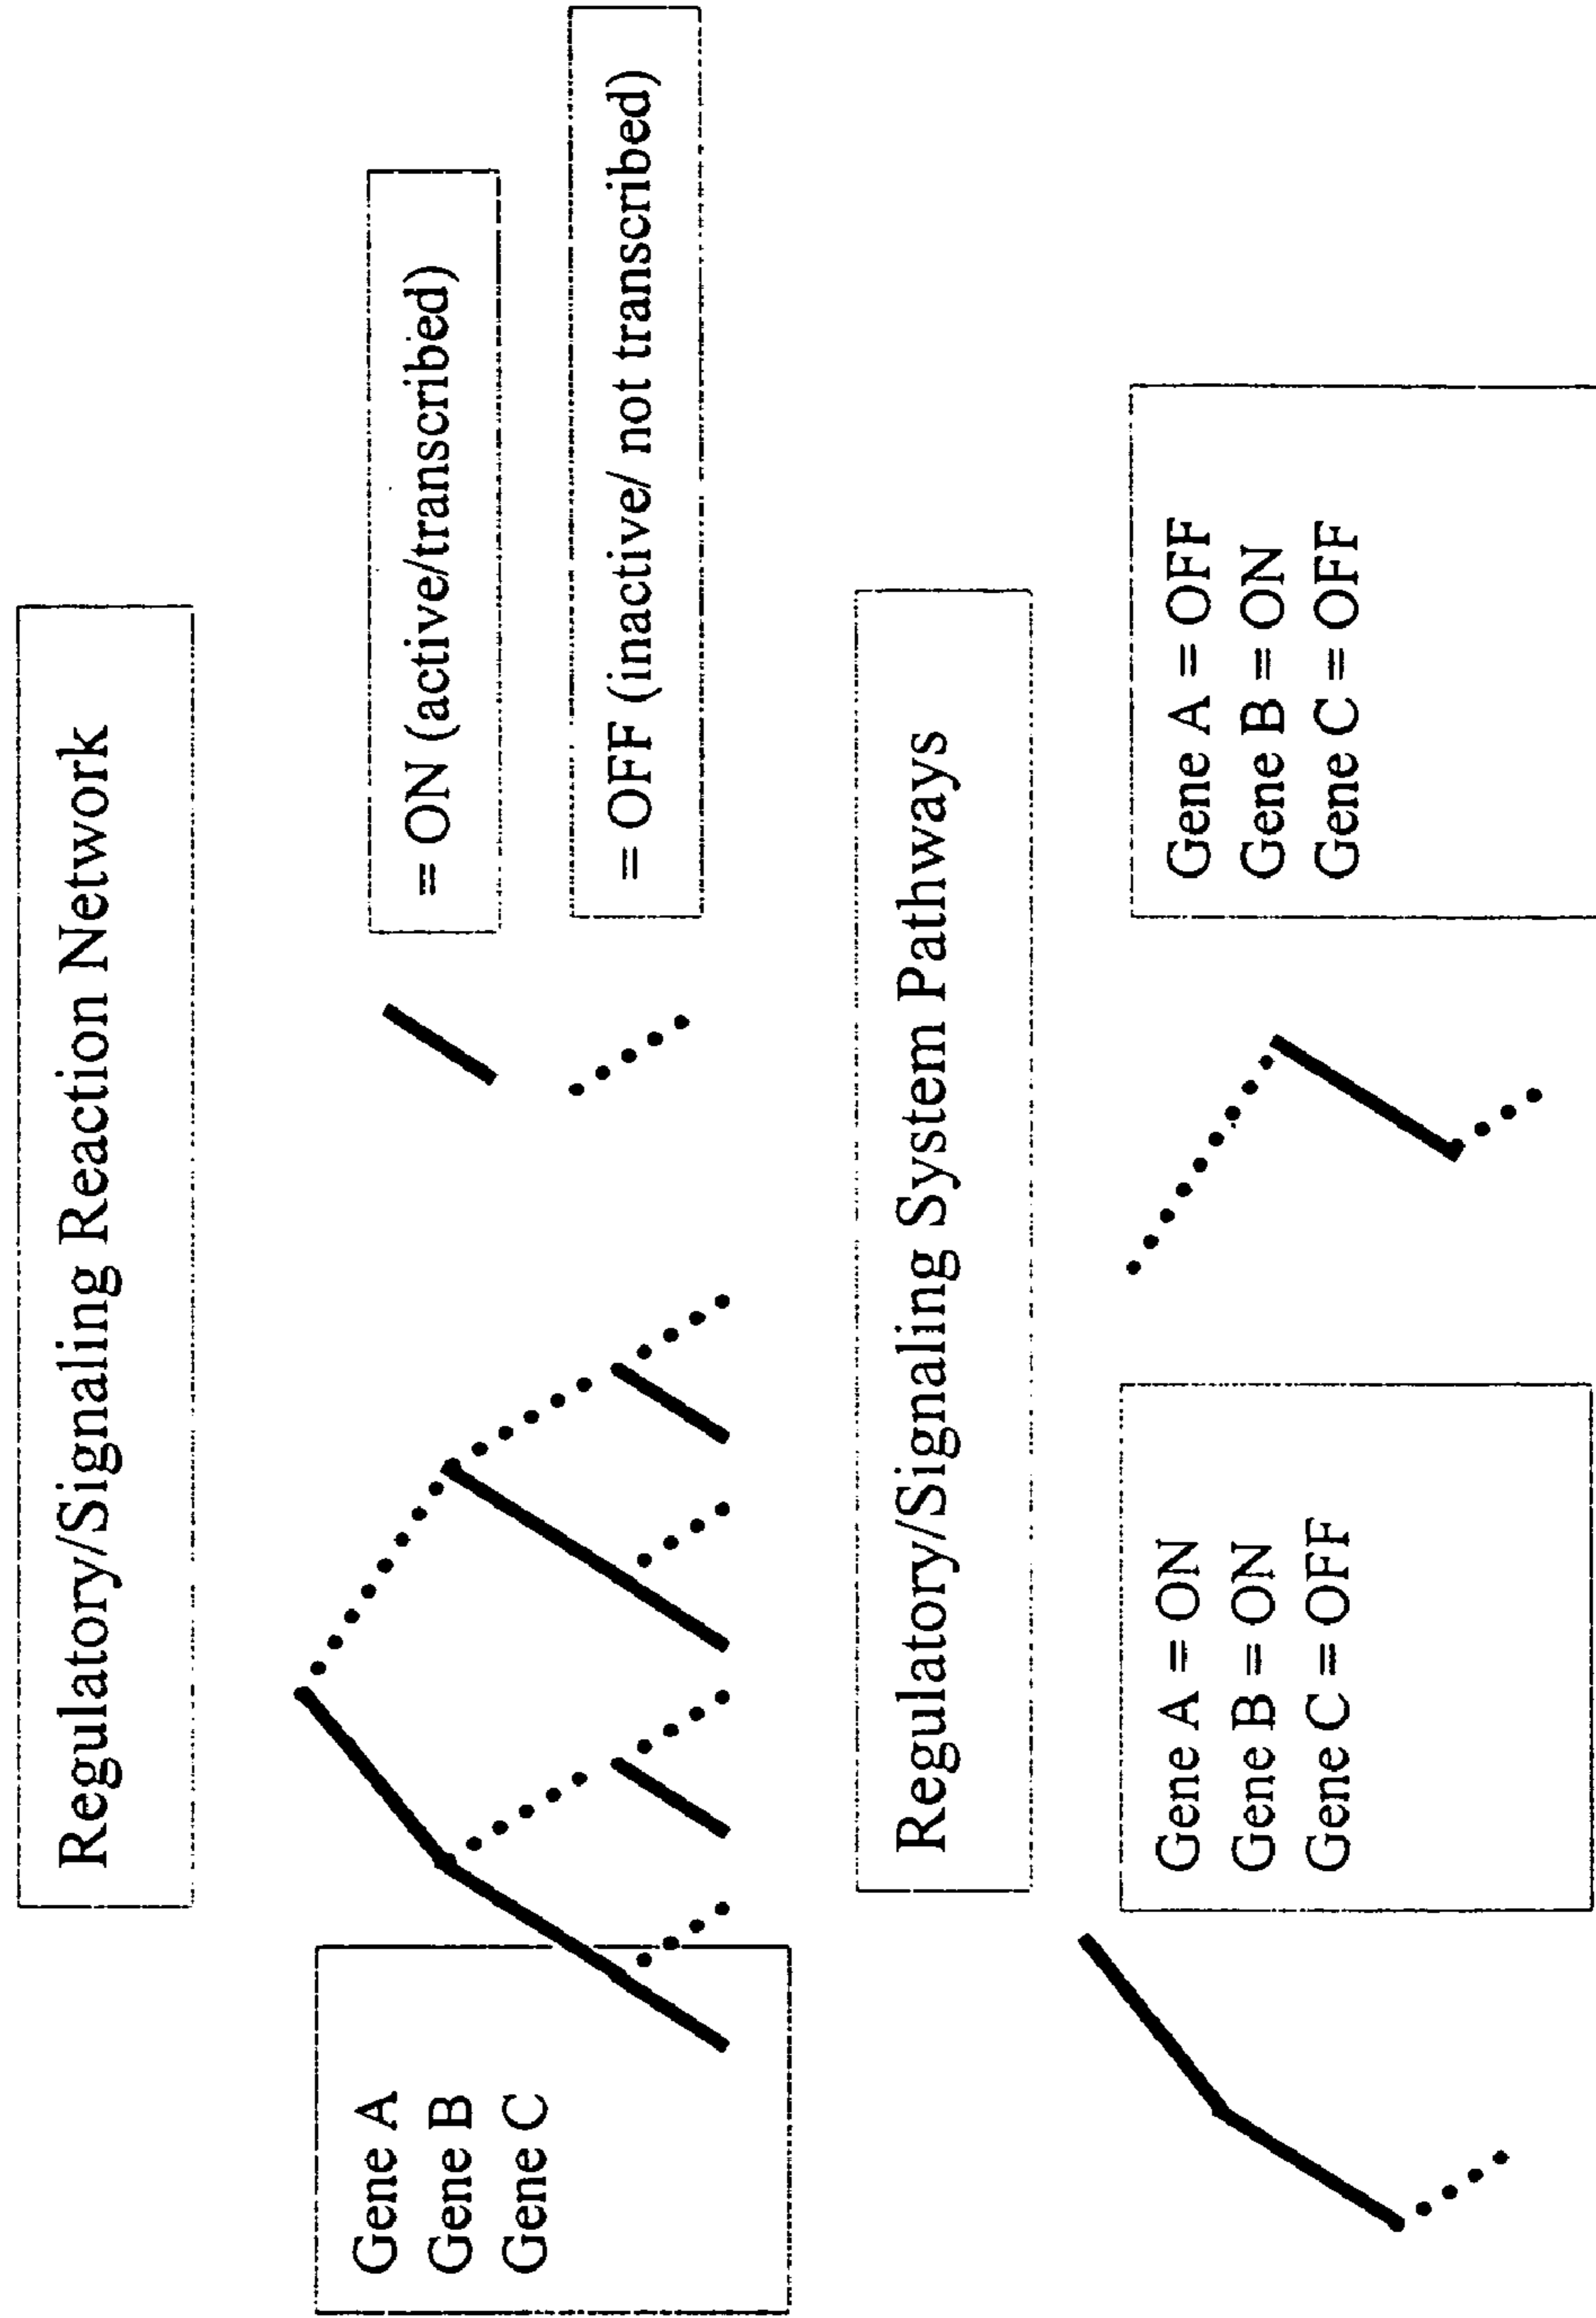 Regulatory/Signaling Reaction Network
Gene A
Gene B
Gene C
= ON (active/transcribed)
= OFF (inactive/ not transcribed)
Regulatory/Signaling System Pathways
Gene A = ON
Gene B = ON
Gene C = OFF
Gene A = OFF
Gene B = ON
Gene C = OFF